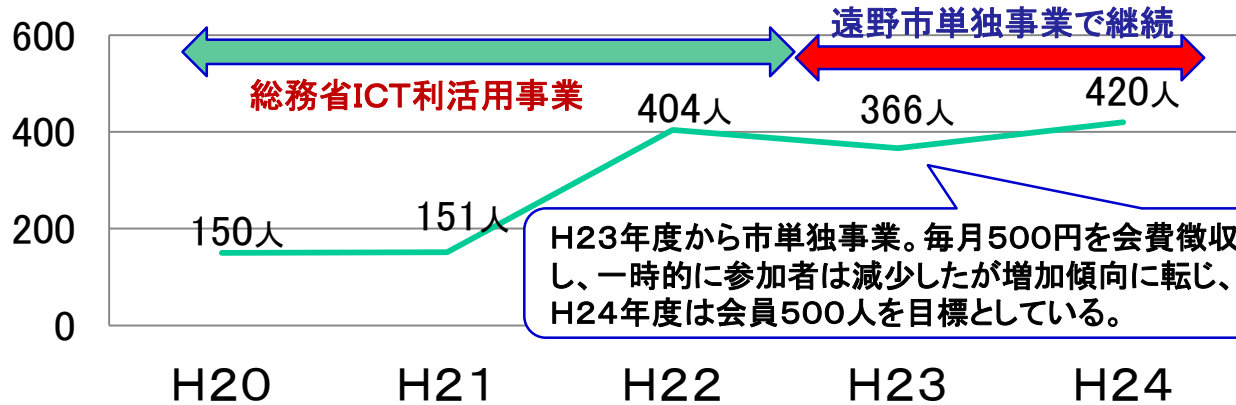 遠野市単独事業で継続
600
総務省ICT利活用事業
404人
366人
420人
400
150人
151人
200
H23年度から市単独事業。毎月500円を会費徴収
し、一時的に参加者は減少したが増加傾向に転じ、
H24年度は会員500人を目標としている。
0
H20 H21 H22 H23 H24